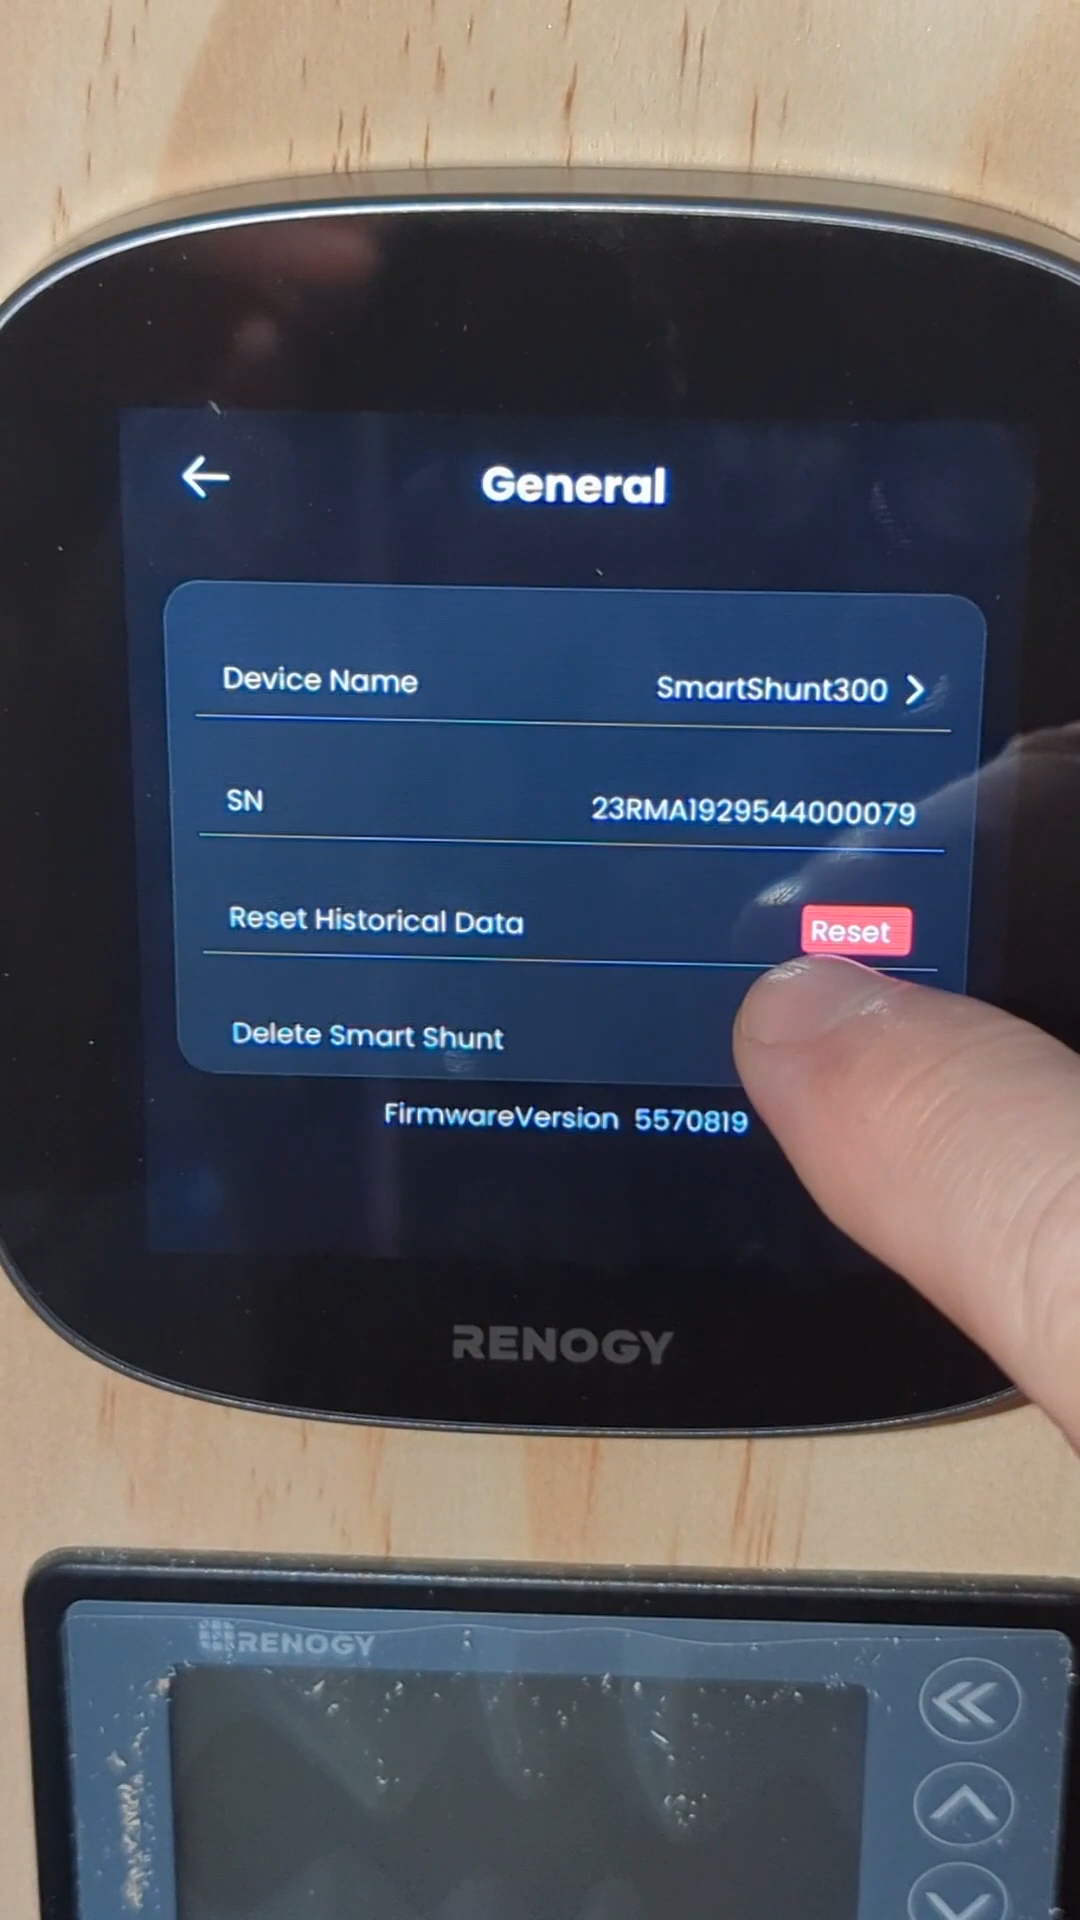 General
Device Name SmartShunt300
SN 23RMA1929544000079
Reset Historical Data Reset
Delete Smart Shunt
FirmwareVersion 5570819
RENOGY
RENOGY